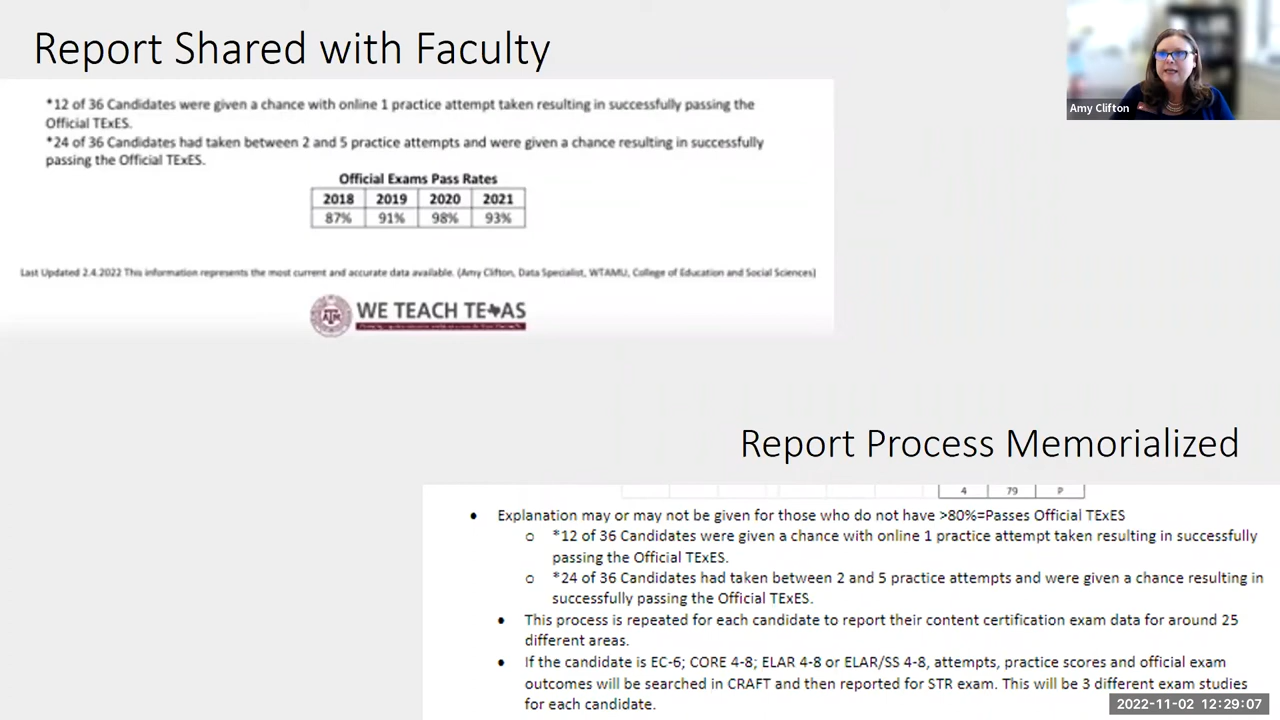 Report Shared with Faculty
Amy Clifton
*12 of 36 Candidates were given a chance with online 1 practice attempt taken resulting in successfully passing the
Official TExES.
*24 of 36 Candidates had taken between 2 and 5 practice attempts and were given a chance resulting in successfully
passing the Official TExES.
Official Exams Pass Rates
2018 2019 2020 2021
87% 91% 98% 93%
Last Updated 2.4.2022 This information represents the most current and accurate data available. (Amy Clifton, Data Specialist, WTAMU, College of Education and Social Sciences)
WE TEACH TEXAS
Report Process Memorialized
4 79 P
• Explanation may or may not be given for those who do not have >80%=Passes Official TExES
o *12 of 36 Candidates were given a chance with online 1 practice attempt taken resulting in successfully
passing the Official TExES.
o *24 of 36 Candidates had taken between 2 and 5 practice attempts and were given a chance resulting in
successfully passing the Official TExES.
• This process is repeated for each candidate to report their content certification exam data for around 25
different areas.
• If the candidate is EC-6; CORE 4-8; ELAR 4-8 or ELAR/SS 4-8, attempts, practice scores and official exam
outcomes will be searched in CRAFT and then reported for STR exam. This will be 3 different exam studies
for each candidate.
2022-11-02 12:29:07